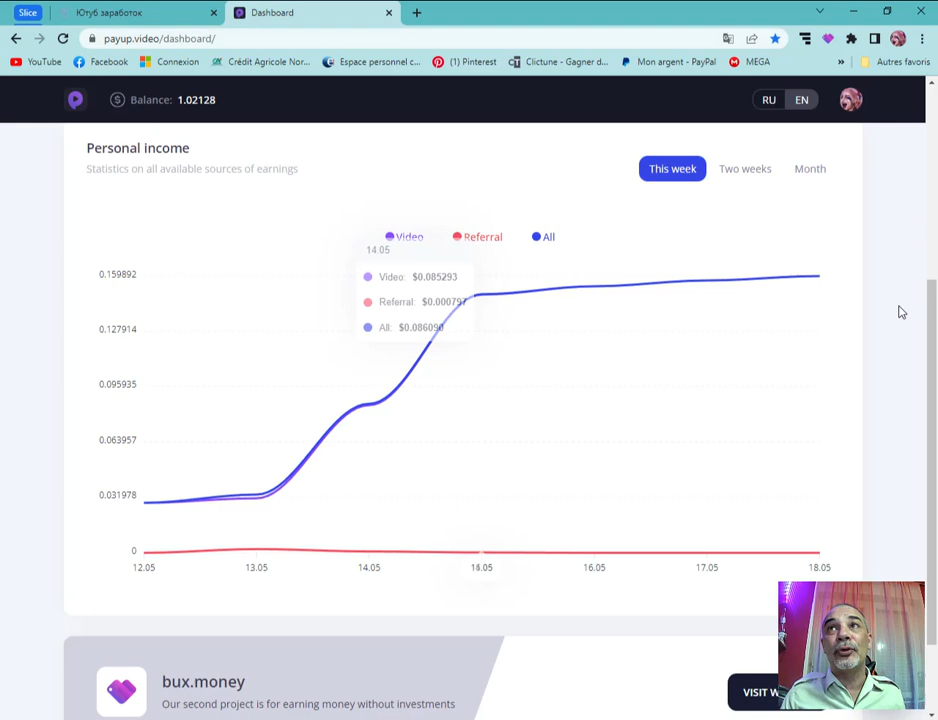 Slice
Ютуб заработок
Dashboard
payup.video/dashboard/
YouTube
Facebook
Connexion
Crédit Agricole Nor...
Espace personnel c...
(1) Pinterest
Clictune - Gagner d...
Mon argent - PayPal
MEGA
»
Autres favoris
Balance: 1.02128
RU
EN
Personal income
Statistics on all available sources of earnings
This week
Two weeks
Month
Video
Referral
All
14.05
Video: $0.085293
Referral: $0.000797
All: $0.086090
0.159892
0.127914
0.095935
0.063957
0.031978
0
12.05
13.05
14.05
16.05
17.05
18.05
bux.money
Our second project is for earning money without investments
VISIT